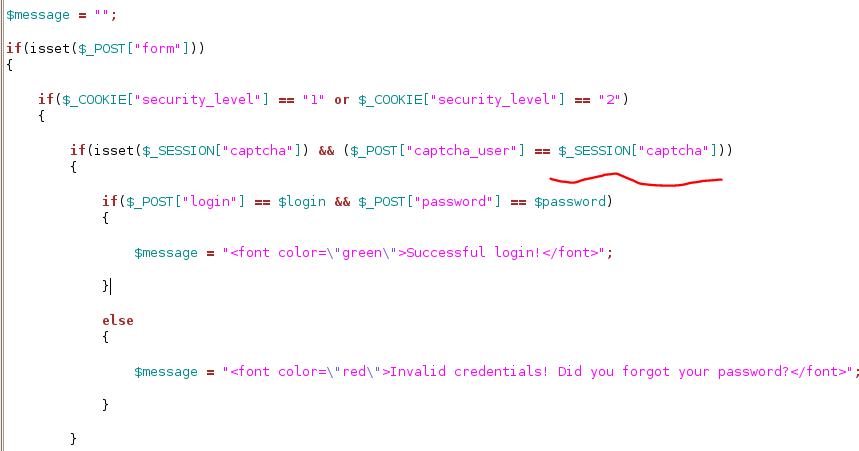 $message = "";
if(isset($_POST["form"]))
{
if($_COOKIE["security_level"] == "1" or $_COOKIE["security_level"] == "2")
{
if(isset($_SESSION["captcha"]) && ($_POST["captcha_user"] == $_SESSION["captcha"]))
{
if($_POST["login"] == $login && $_POST["password"] == $password)
{
$message = "<font color=\"green\">Successful login!</font>";
}
else
{
$message = "<font color=\"red\">Invalid credentials! Did you forgot your password?</font>";
}
}